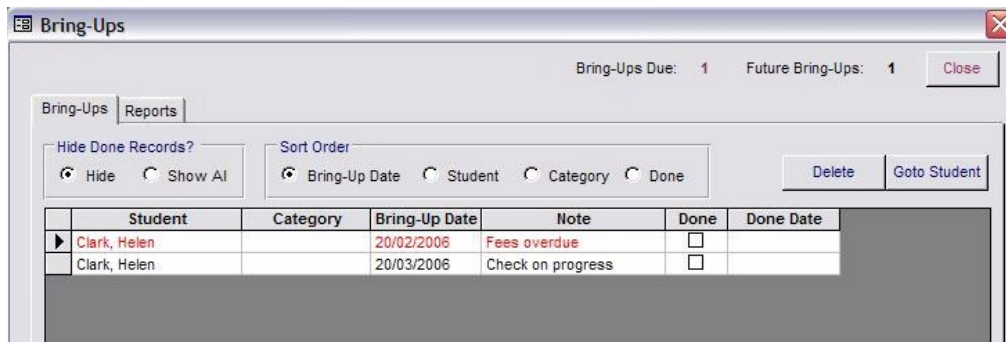 Bring-Ups
Bring-Ups Due: 1 Future Bring-Ups: 1 Close
Bring-Ups Reports
Hide Done Records? Sort Order
Hide Show Al Bring-Up Date Student Category Done Delete Goto Student
Student Category Bring-Up Date Note Done Done Date
Clark, Helen 20/02/2006 Fees overdue
Clark, Helen 20/03/2006 Check on progress